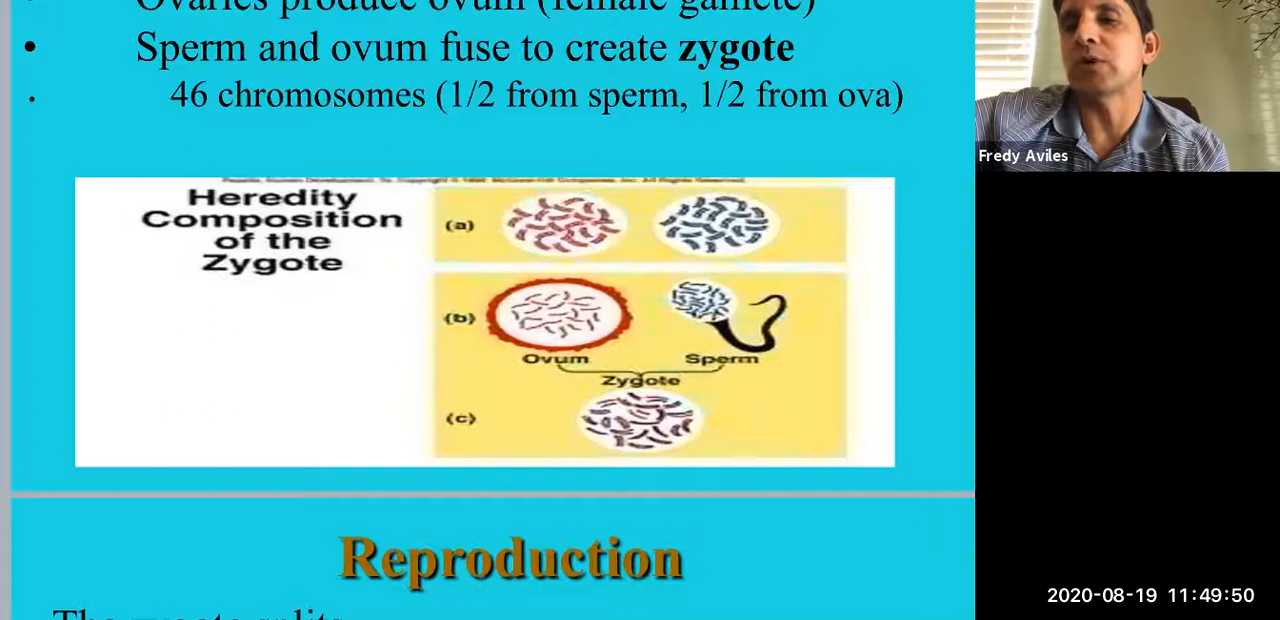 Ovaries produce ovum (female gamete)
• Sperm and ovum fuse to create zygote
• 46 chromosomes (1/2 from sperm, 1/2 from ova)
Heredity
Composition
of the
Zygote
(a)
(b)
Ovum
Sperm
Zygote
(c)
Reproduction
The zygote splits
Fredy Aviles
2020-08-19 11:49:50